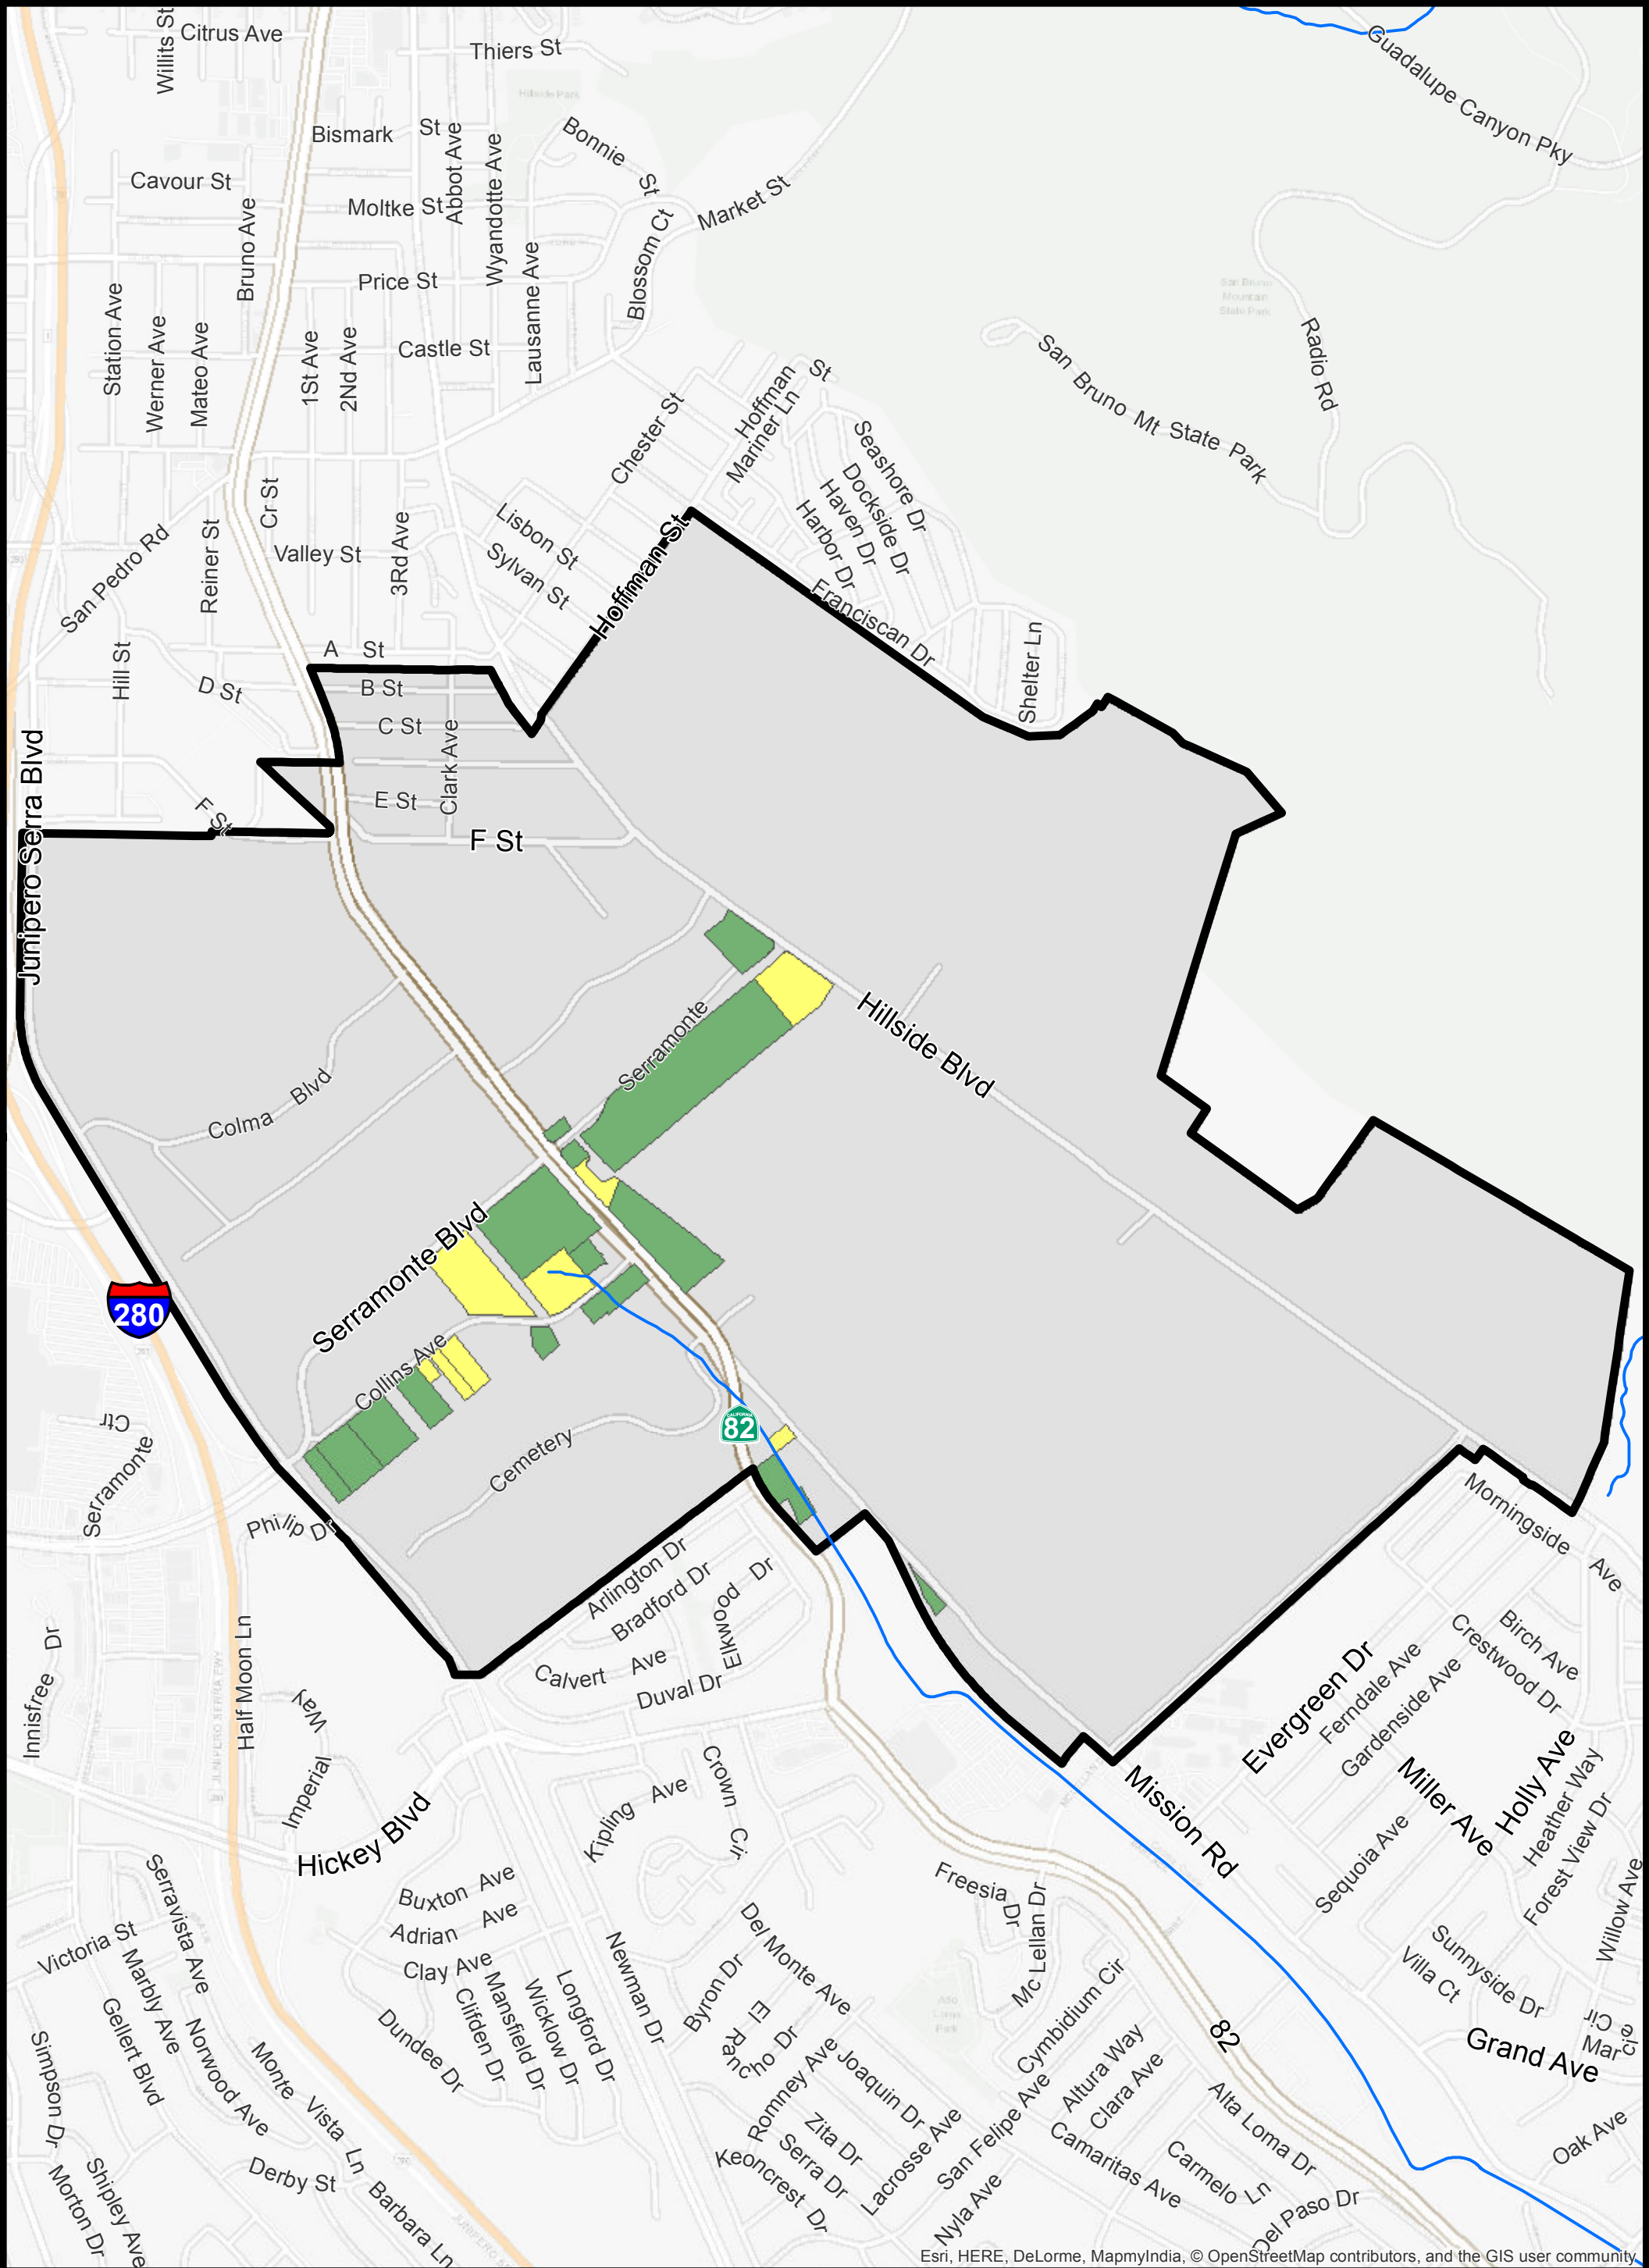 Citrus Ave
Willits St
Thiers St
Guadalupe Canyon Pky
Hillside Park
Bismark St
Abbot Ave
Wyandotte Ave
Bonnie St
Cavour St
Moltke St
Market St
Bruno Ave
Blossom Ct
Price St
Lausanne Ave
San Bruno
Mountain
State Park
Station Ave
Werner Ave
Mateo Ave
1St Ave
2Nd Ave
Castle St
Radio Rd
San Bruno Mt State Park
Hoffman St
Mariner Ln
Chester St
Seashore Dr
Dockside Dr
Haven Dr
Harbor Dr
Cr St
Lisbon St
Sylvan St
San Pedro Rd
Reiner St
Valley St
3Rd Ave
Hoffman St
Franciscan Dr
Shelter Ln
A St
Hill St
D St
B St
C St
Clark Ave
E St
F St
F St
Junipero Serra Blvd
Hillside Blvd
Serramonte
Colma Blvd
Serramonte Blvd
280
Collins Ave
CALIFORNIA
82
Cemetery
Serramonte Ctr
Philip Dr
Morningside Ave
Arlington Dr
Bradford Dr
Elkwood Dr
Calvert Ave
Duval Dr
Innisfree Dr
Half Moon Ln
Imperial Way
Birch Ave
Crestwood Dr
Evergreen Dr
Ferndale Ave
Gardenside Ave
Miller Ave
Holly Ave
Heather Way
Forest View Dr
Mission Rd
Hickey Blvd
Kipling Ave
Crown Cir
Sequoia Ave
Willow Ave
Serravista Ave
Buxton Ave
Adrian Ave
Clay Ave
Freesia Dr
Mc Lellan Dr
Victoria St
Marbly Ave
Gellert Blvd
Norwood Ave
Del Monte Ave
Newman Dr
Byron Dr
Longford Dr
Wicklow Dr
Mansfield Dr
Clifden Dr
Dundee Dr
Sunnyside Dr
Villa Ct
Marcie Cir
Grand Ave
82
Cymbidium Cir
El Rancho Dr
Romney Ave
Joaquin Dr
Altura Way
Clara Ave
Simpson Dr
Monte Vista Ln
Zita Dr
Serra Dr
Lacrosse Ave
San Felipe Ave
Alta Loma Dr
Camaritas Ave
Carmelo Ln
Oak Ave
Derby St
Keoncrest Dr
Nyla Ave
Del Paso Dr
Morton Dr
Shipley Ave
Barbara Ln
Esri, HERE, DeLorme, MapmyIndia, © OpenStreetMap contributors, and the GIS user community